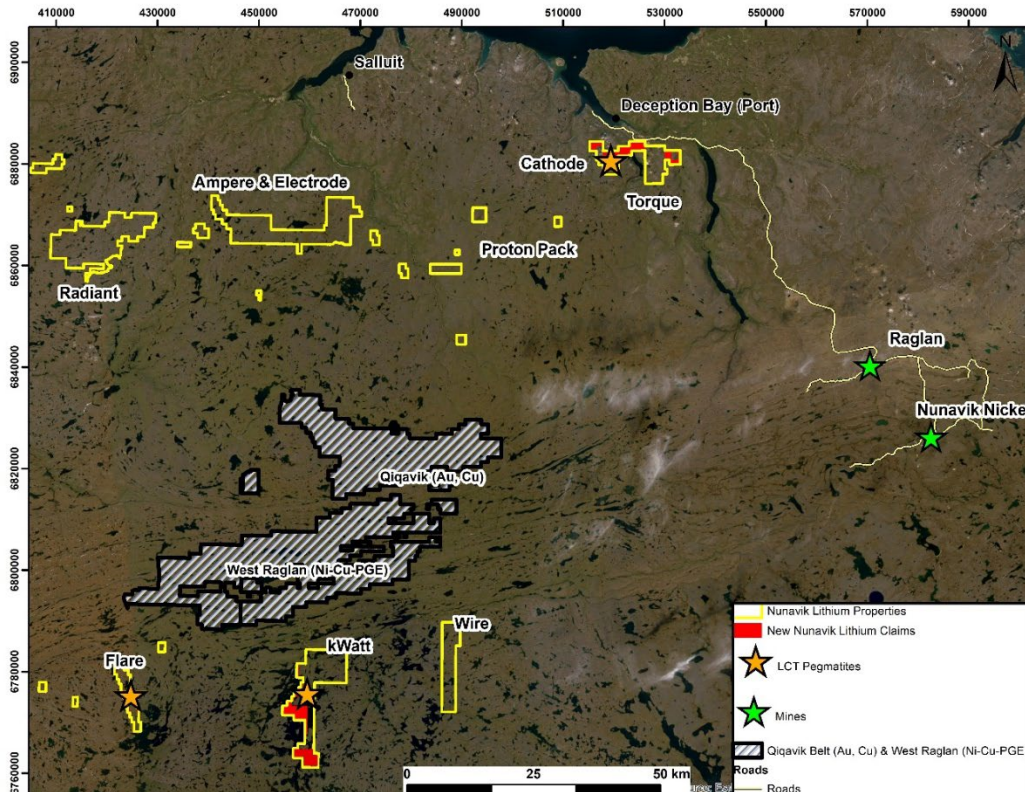 410000 430000 450000 470000 490000 510000 530000 550000 570000 590000
6900000
N
Salluit
Deception Bay (Port)
6880000
Cathode
Ampere & Electrode
Torque
Proton Pack
6860000
Radiant
6840000
Raglan
Nunavik Nicke
6820000
Qiqavik (Au, Cu)
6800000
West Raglan (Ni-Cu-PGE)
Wire
kWatt
Flare
6780000
6760000
0 25 50 km
Nunavik Lithium Properties
New Nunavik Lithium Claims
LCT Pegmatites
Mines
Qiqavik Belt (Au, Cu) & West Raglan (Ni-Cu-PGE
Roads
Roads